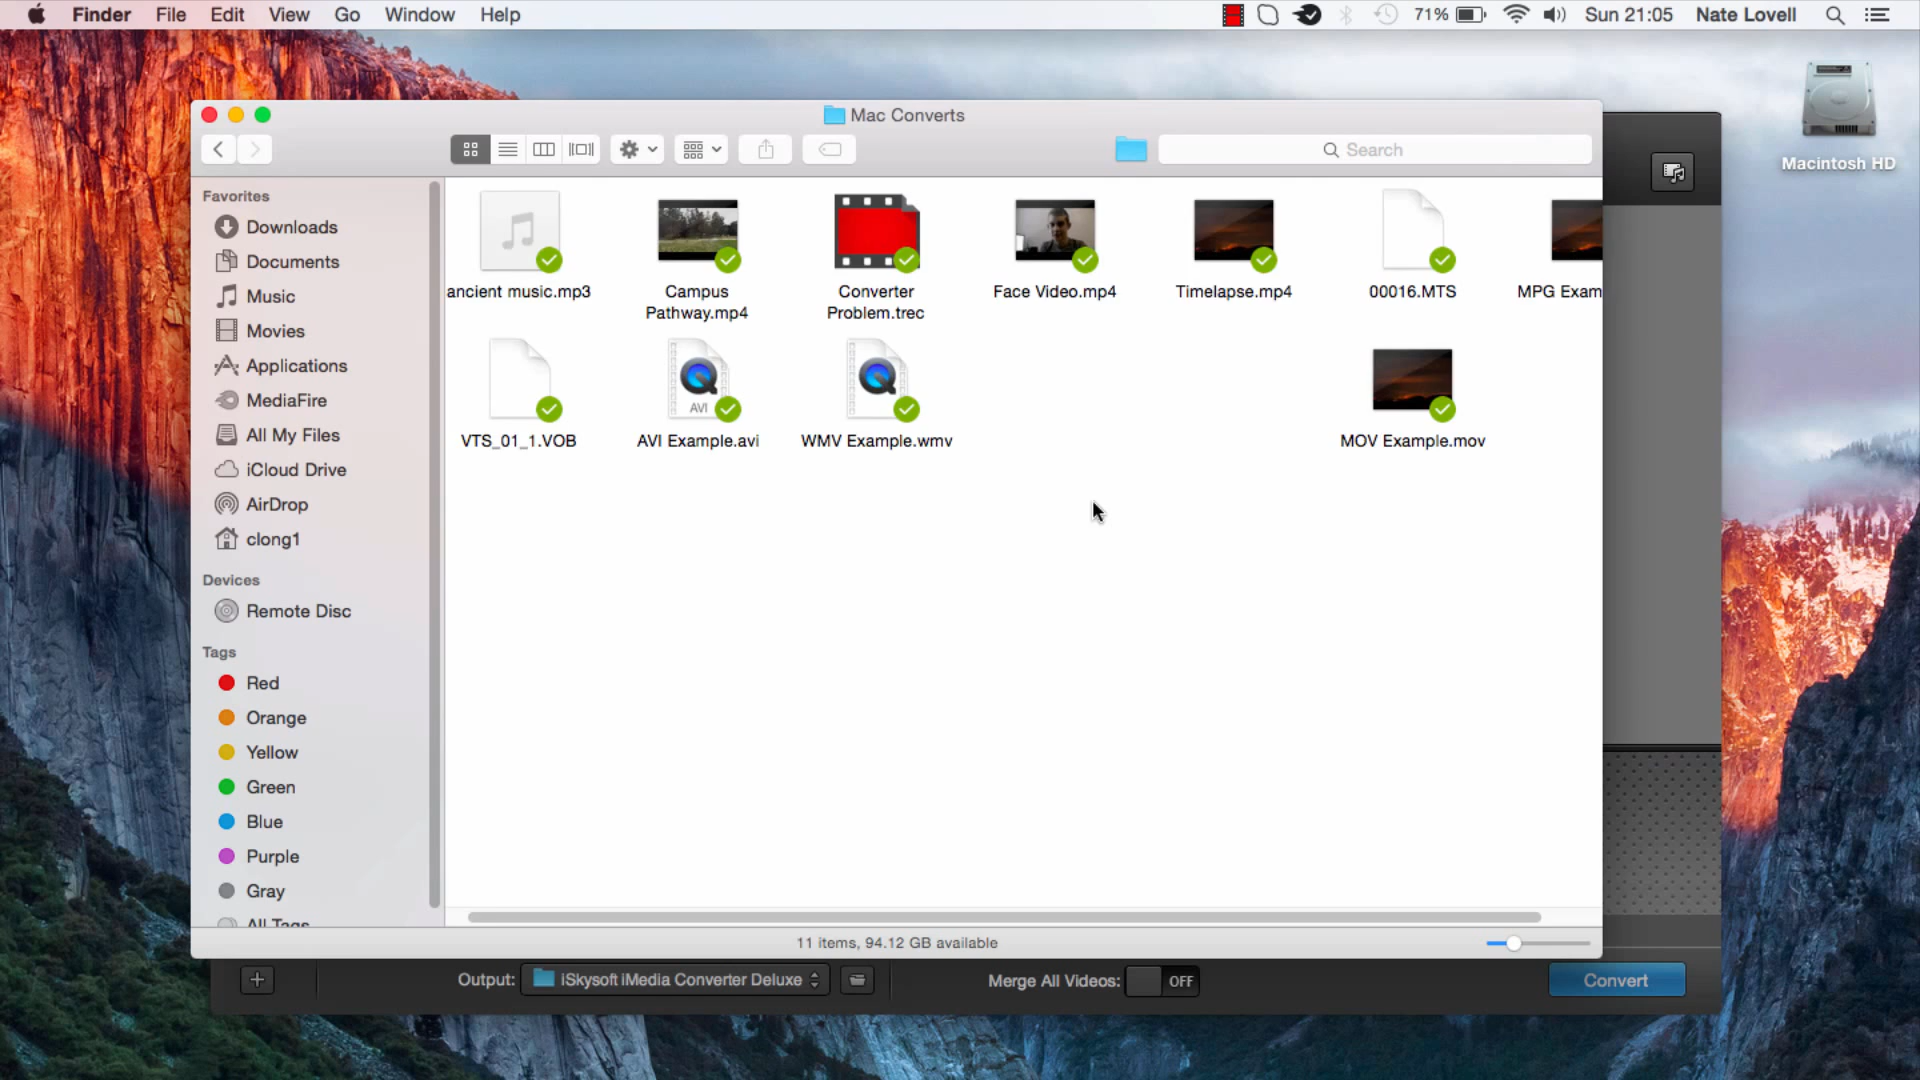 Finder File Edit View Go Window Help 71% Sun 21:05 Nate Lovell
Mac Converts
Search
Macintosh HD
Favorites
Downloads
Documents
Music
Movies
Applications
MediaFire
All My Files
iCloud Drive
AirDrop
clong1
Devices
Remote Disc
Tags
Red
Orange
Yellow
Green
Blue
Purple
Gray
All Tags
ancient music.mp3
Campus
Pathway.mp4
Converter
Problem.trec
Face Video.mp4
Timelapse.mp4
00016.MTS
MPG Exam
VTS_01_1.VOB
AVI
AVI Example.avi
WMV Example.wmv
MOV Example.mov
11 items, 94.12 GB available
Output: iSkysoft iMedia Converter Deluxe Merge All Videos: OFF Convert